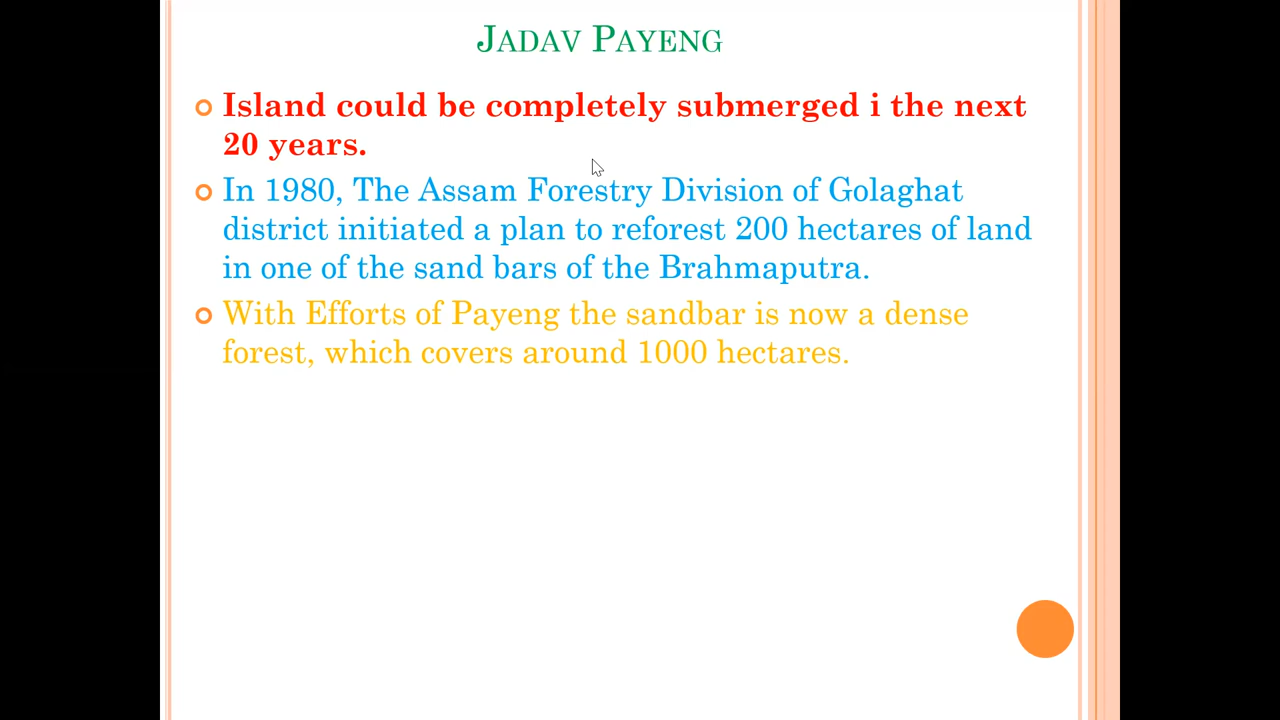 JADAV PAYENG
Island could be completely submerged i the next
20 years.
In 1980, The Assam Forestry Division of Golaghat
district initiated a plan to reforest 200 hectares of land
in one of the sand bars of the Brahmaputra.
With Efforts of Payeng the sandbar is now a dense
forest, which covers around 1000 hectares.